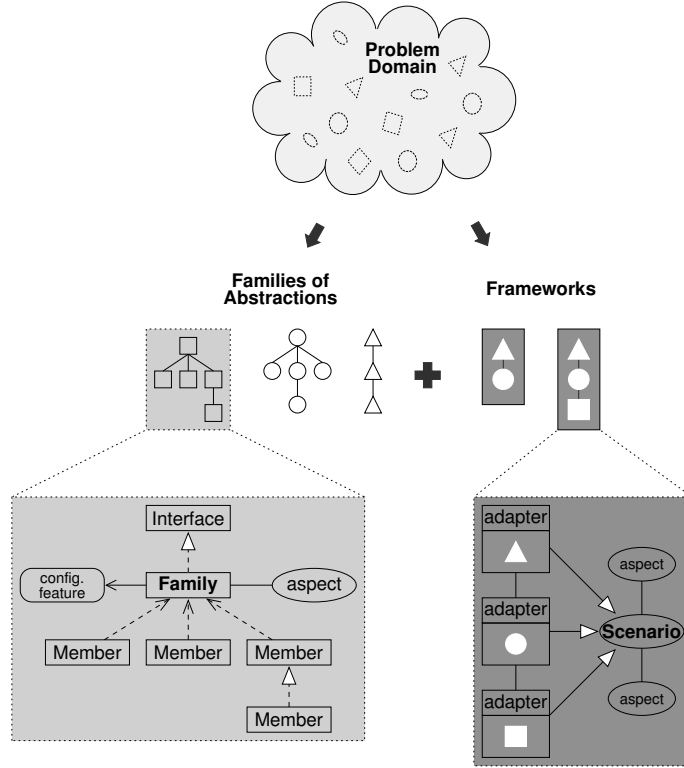 Problem
Domain
Families of
Abstractions
Frameworks
Interface
config.
feature
Family
aspect
Member
Member
Member
Member
adapter
adapter
adapter
aspect
Scenario
aspect